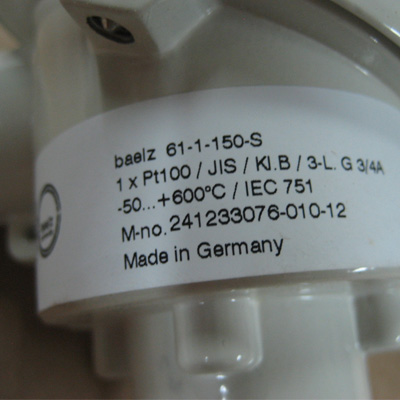 baelz 61-1-150-S
1 x Pt100 / JIS / Kl.B / 3-L. G 3/4A
-50...+600°C / IEC 751
M-no. 241233076-010-12
Made in Germany